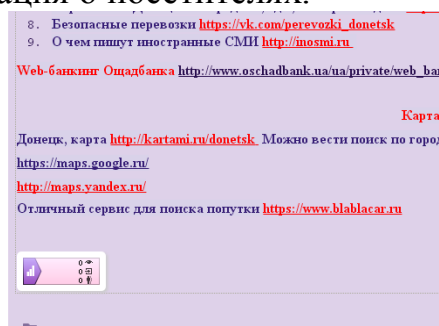 ация о посетителях.
8. Безопасные перевозки https://vk.com/perevozki_donetsk
9. О чем пишут иностранные СМИ http://inosmi.ru
Web-банкинг Ощадбанка http://www.oschadbank.ua/ua/private/web_ba
Карта
Донецк, карта http://kartami.ru/donetsk Можно вести поиск по город
https://maps.google.ru/
http://maps.yandex.ru/
Отличный сервис для поиска попутки https://www.blablacar.ru
0
0
0